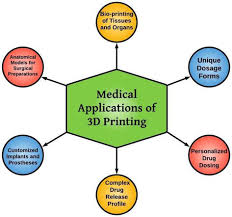 Bio-printing
of Tissues
and Organs
Anatomical
Models for
Surgical
Preparations
Unique
Dosage
Forms
Medical
Applications of
3D Printing
Customized
Implants and
Prostheses
Personalized
Drug
Dosing
Complex
Drug
Release
Profile